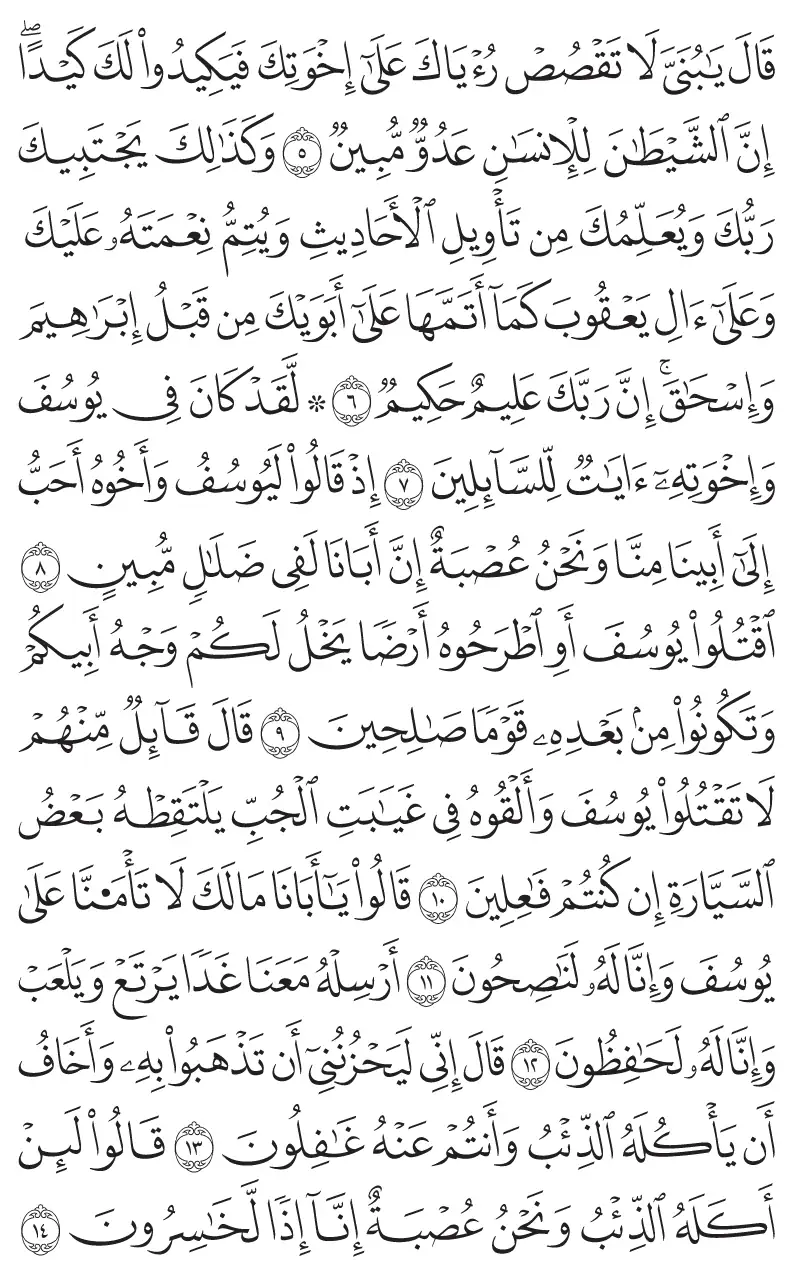 قَالَ يَٰبُنَيَّ لَا تَقۡصُصۡ رُءۡيَاكَ عَلَىٰٓ إِخۡوَتِكَ فَيَكِيدُواْ لَكَ كَيۡدًاۖ
إِنَّ ٱلشَّيۡطَٰنَ لِلۡإِنسَٰنِ عَدُوّٞ مُّبِينٞ ٥ وَكَذَٰلِكَ يَجۡتَبِيكَ
رَبُّكَ وَيُعَلِّمُكَ مِن تَأۡوِيلِ ٱلۡأَحَادِيثِ وَيُتِمُّ نِعۡمَتَهُۥ عَلَيۡكَ
وَعَلَىٰٓ ءَالِ يَعۡقُوبَ كَمَآ أَتَمَّهَا عَلَىٰٓ أَبَوَيۡكَ مِن قَبۡلُ إِبۡرَٰهِيمَ
وَإِسۡحَٰقَۚ إِنَّ رَبَّكَ عَلِيمٌ حَكِيمٞ ٦ * لَّقَدۡ كَانَ فِي يُوسُفَ
وَإِخۡوَتِهِۦٓ ءَايَٰتٞ لِّلسَّآئِلِينَ ٧ إِذۡ قَالُواْ لَيُوسُفُ وَأَخُوهُ أَحَبُّ
إِلَىٰٓ أَبِينَا مِنَّا وَنَحۡنُ عُصۡبَةٌ إِنَّ أَبَانَا لَفِي ضَلَٰلٖ مُّبِينٍ ٨
ٱقۡتُلُواْ يُوسُفَ أَوِ ٱطۡرَحُوهُ أَرۡضٗا يَخۡلُ لَكُمۡ وَجۡهُ أَبِيكُمۡ
وَتَكُونُواْ مِنۢ بَعۡدِهِۦ قَوۡمٗا صَٰلِحِينَ ٩ قَالَ قَآئِلٞ مِّنۡهُمۡ
لَا تَقۡتُلُواْ يُوسُفَ وَأَلۡقُوهُ فِي غَيَٰبَتِ ٱلۡجُبِّ يَلۡتَقِطۡهُ بَعۡضُ
ٱلسَّيَّارَةِ إِن كُنتُمۡ فَٰعِلِينَ ١٠ قَالُواْ يَٰٓأَبَانَا مَالَكَ لَا تَأۡمَ۬نَّا عَلَىٰ
يُوسُفَ وَإِنَّا لَهُۥ لَنَٰصِحُونَ ١١ أَرۡسِلۡهُ مَعَنَا غَدٗا يَرۡتَعۡ وَيَلۡعَبۡ
وَإِنَّا لَهُۥ لَحَٰفِظُونَ ١٢ قَالَ إِنِّي لَيَحۡزُنُنِيٓ أَن تَذۡهَبُواْ بِهِۦ وَأَخَافُ
أَن يَأۡكُلَهُ ٱلذِّئۡبُ وَأَنتُمۡ عَنۡهُ غَٰفِلُونَ ١٣ قَالُواْ لَئِنۡ
أَكَلَهُ ٱلذِّئۡبُ وَنَحۡنُ عُصۡبَةٌ إِنَّآ إِذٗا لَّخَٰسِرُونَ ١٤